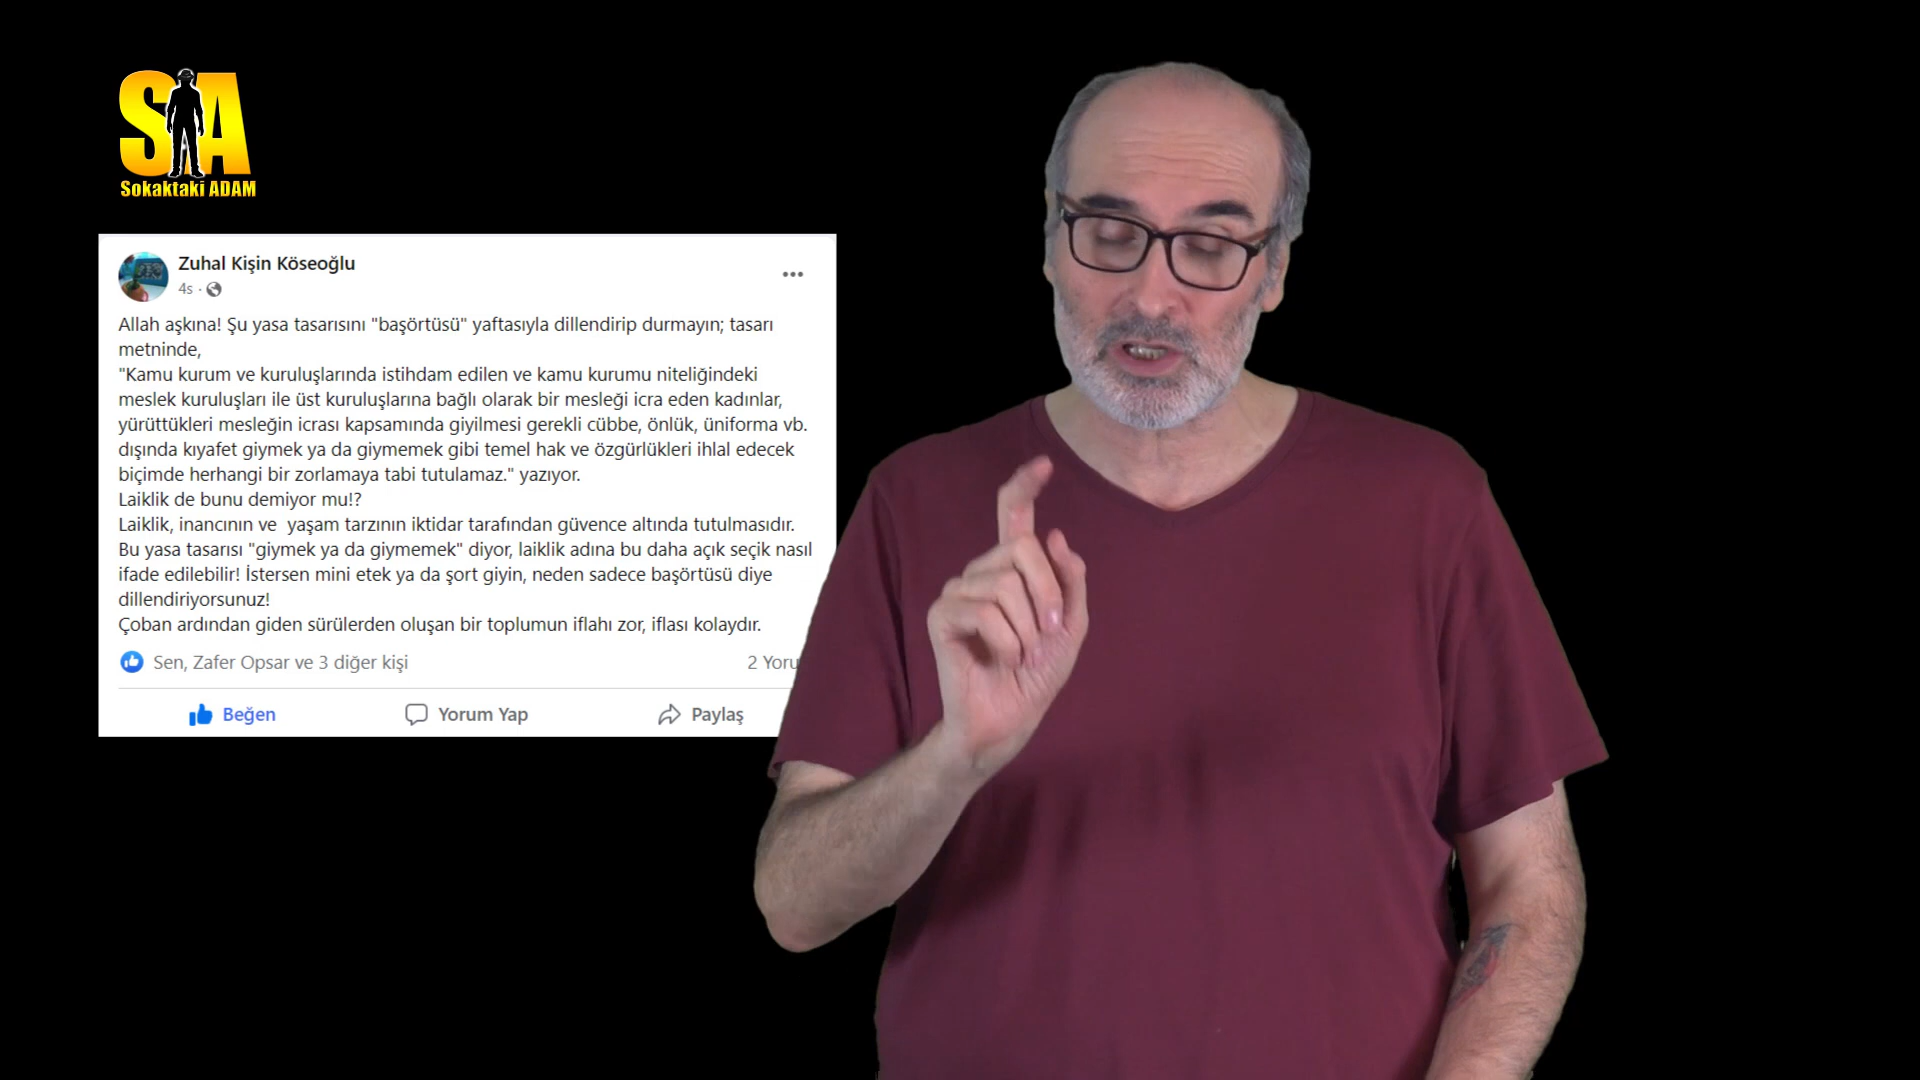 SA
Sokaktaki ADAM
Zuhal Kişin Köseoğlu
4s ·
Allah aşkına! Şu yasa tasarısını "başörtüsü" yaftasıyla dillendirip durmayın; tasarı
metninde,
"Kamu kurum ve kuruluşlarında istihdam edilen ve kamu kurumu niteliğindeki
meslek kuruluşları ile üst kuruluşlarına bağlı olarak bir mesleği icra eden kadınlar,
yürüttükleri mesleğin icrası kapsamında giyilmesi gerekli cübbe, önlük, üniforma vb.
dışında kıyafet giymek ya da giymemek gibi temel hak ve özgürlükleri ihlal edecek
biçimde herhangi bir zorlamaya tabi tutulamaz." yazıyor.
Laiklik de bunu demiyor mu!?
Laiklik, inancının ve  yaşam tarzının iktidar tarafından güvence altında tutulmasıdır.
Bu yasa tasarısı "giymek ya da giymemek" diyor, laiklik adına bu daha açık seçik nasıl
ifade edilebilir! İstersen mini etek ya da şort giyin, neden sadece başörtüsü diye
dillendiriyorsunuz!
Çoban ardından giden sürülerden oluşan bir toplumun iflahı zor, iflası kolaydır.
Sen, Zafer Opsar ve 3 diğer kişi
2 Yoru
Beğen
Yorum Yap
Paylaş